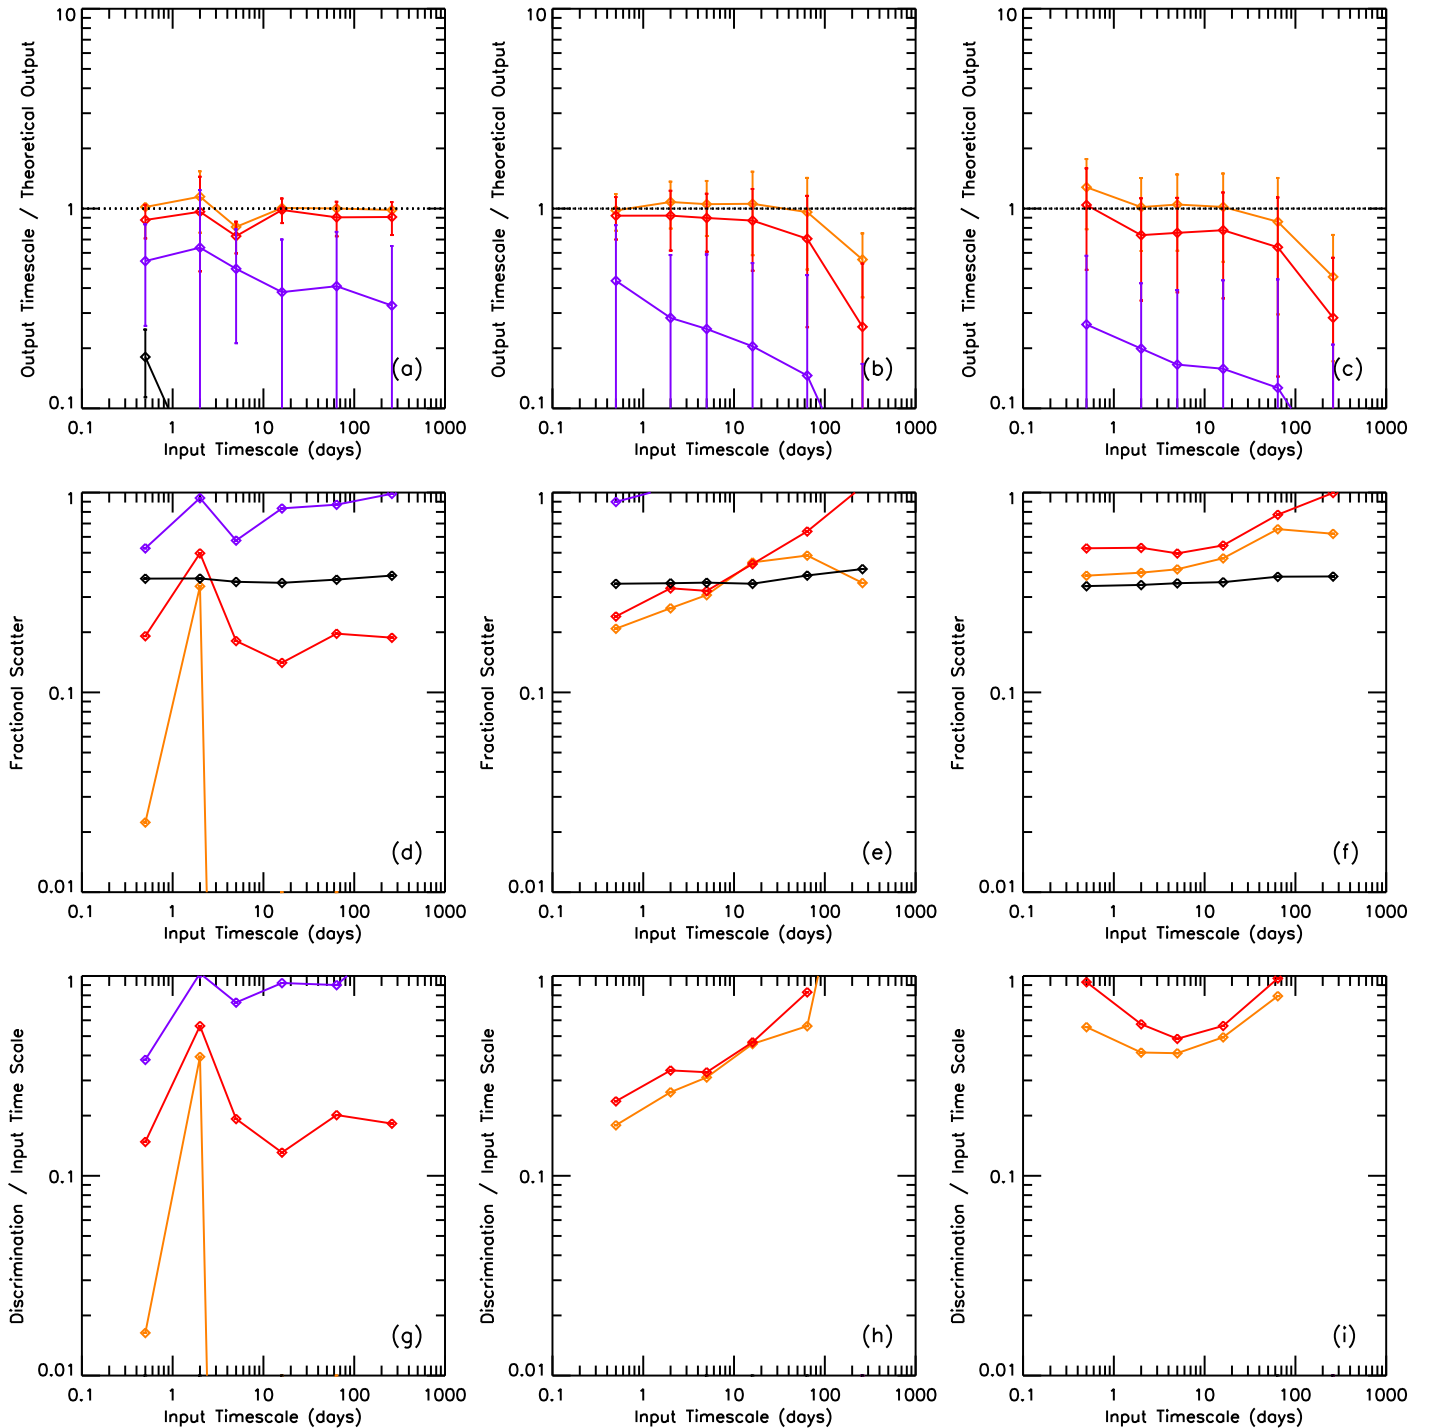 10
1
0.1
Output Timescale / Theoretical Output
(a)
0.1 1 10 100 1000
Input Timescale (days)
10
1
0.1
Output Timescale / Theoretical Output
(b)
0.1 1 10 100 1000
Input Timescale (days)
10
1
0.1
Output Timescale / Theoretical Output
(c)
0.1 1 10 100 1000
Input Timescale (days)
1
0.1
0.01
Fractional Scatter
(d)
0.1 1 10 100 1000
Input Timescale (days)
1
0.1
0.01
Fractional Scatter
(e)
0.1 1 10 100 1000
Input Timescale (days)
1
0.1
0.01
Fractional Scatter
(f)
0.1 1 10 100 1000
Input Timescale (days)
1
0.1
0.01
Discrimination / Input Time Scale
(g)
0.1 1 10 100 1000
Input Timescale (days)
1
0.1
0.01
Discrimination / Input Time Scale
(h)
0.1 1 10 100 1000
Input Timescale (days)
1
0.1
0.01
Discrimination / Input Time Scale
(i)
0.1 1 10 100 1000
Input Timescale (days)